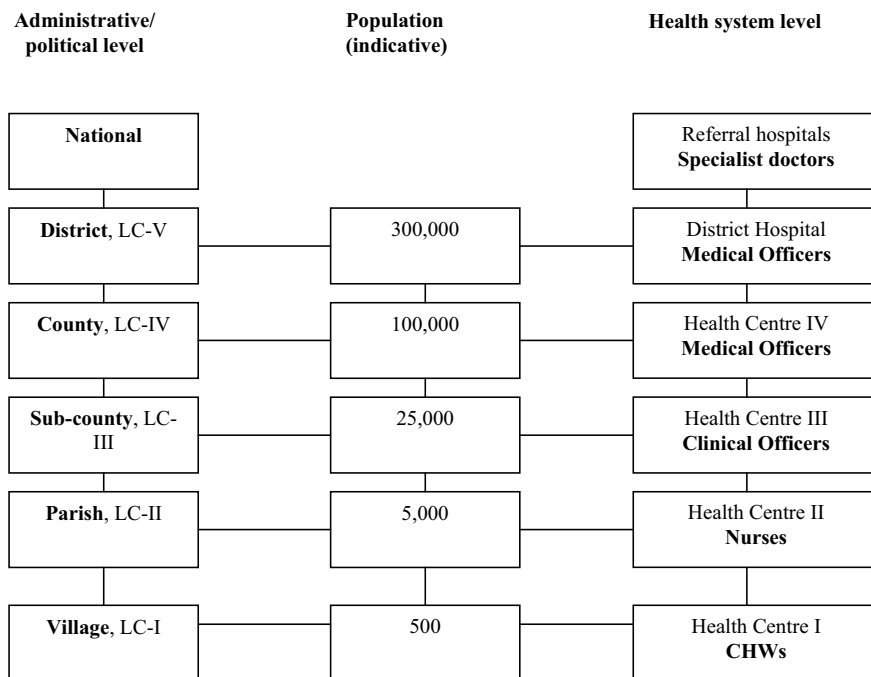 Administrative/
political level
Population
(indicative)
Health system level
National
Referral hospitals
Specialist doctors
District, LC-V
300,000
District Hospital
Medical Officers
County, LC-IV
100,000
Health Centre IV
Medical Officers
Sub-county, LC-
III
25,000
Health Centre III
Clinical Officers
Parish, LC-II
5,000
Health Centre II
Nurses
Village, LC-I
500
Health Centre I
CHWs